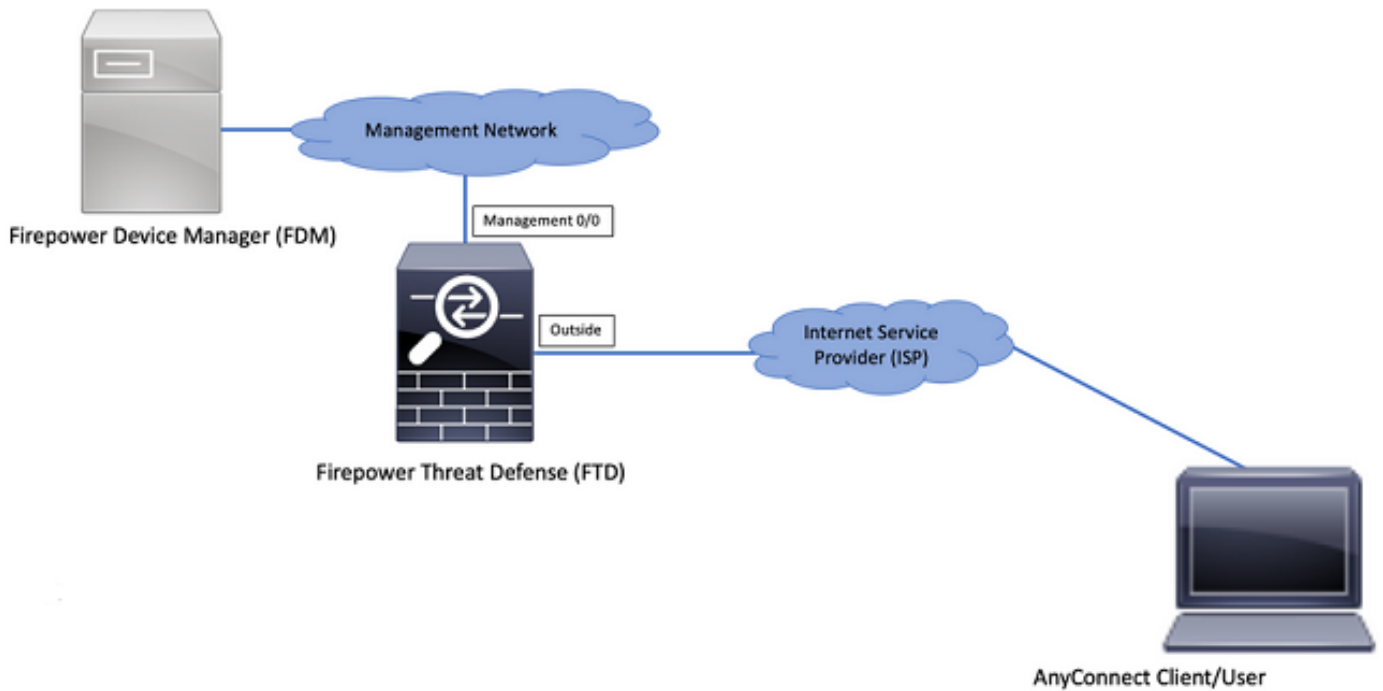 Management Network
Management 0/0
Firepower Device Manager (FDM)
Outside
Internet Service
Provider (ISP)
Firepower Threat Defense (FTD)
AnyConnect Client/User